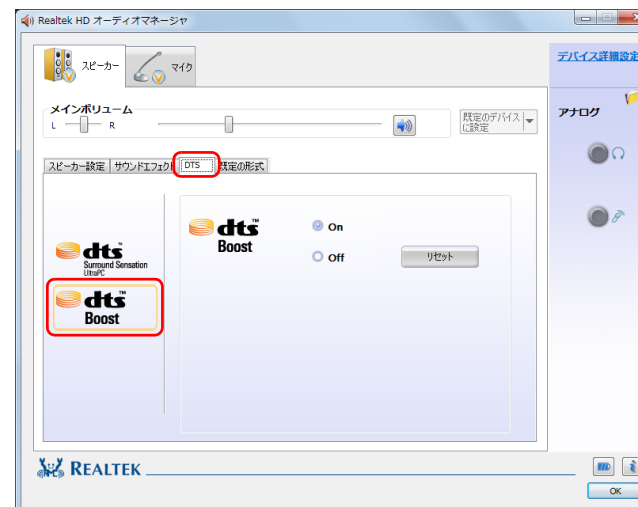 Realtek HD オーディオマネージャ
スピーカー
マイク
デバイス詳細設定
メインボリューム
L
R
既定のデバイス
に設定
アナログ
スピーカー設定
サウンドエフェクト
DTS
既定の形式
dts™
Surround Sensation
UltraPC
dts™
Boost
dts™
Boost
On
Off
リセット
REALTEK
OK